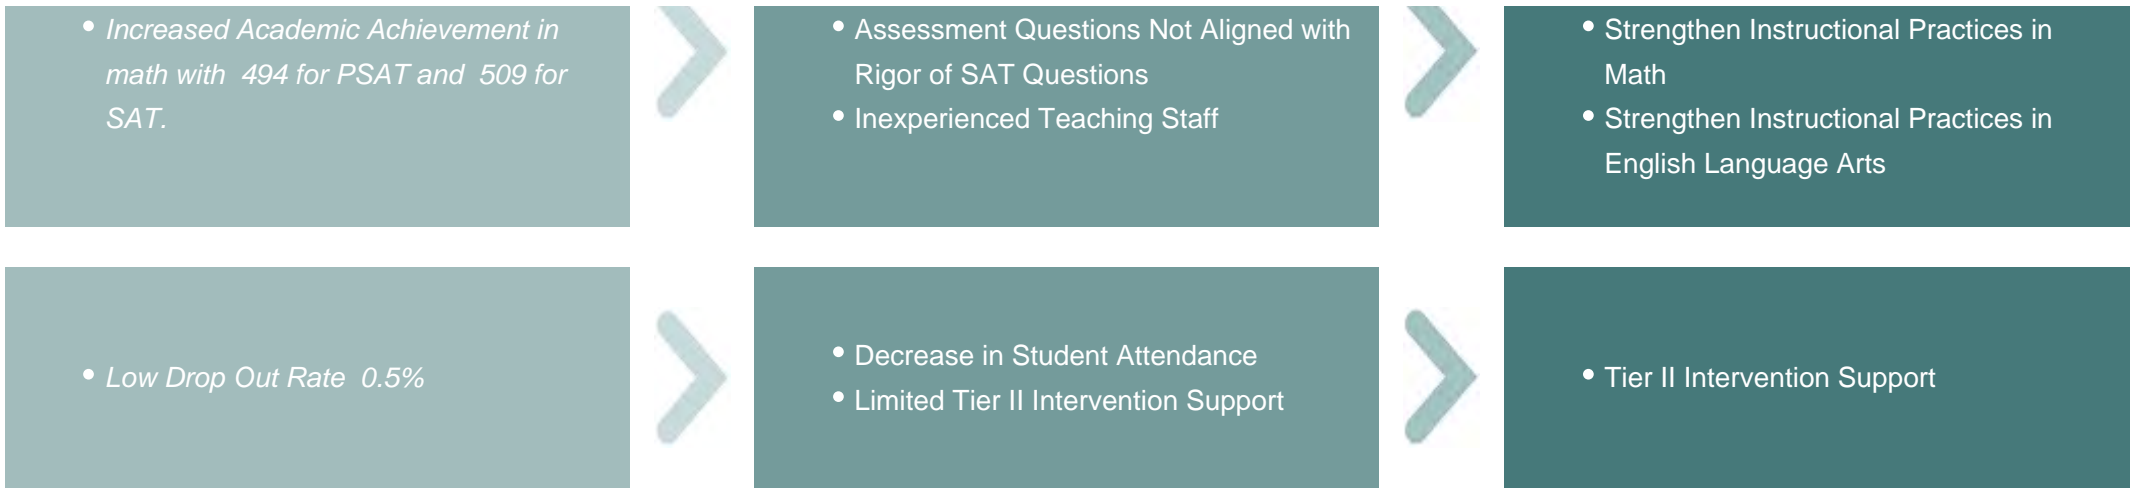 • Increased Academic Achievement in
math with 494 for PSAT and 509 for
SAT.
• Assessment Questions Not Aligned with
Rigor of SAT Questions
• Inexperienced Teaching Staff
• Strengthen Instructional Practices in
Math
• Strengthen Instructional Practices in
English Language Arts
• Low Drop Out Rate 0.5%
• Decrease in Student Attendance
• Limited Tier II Intervention Support
• Tier II Intervention Support